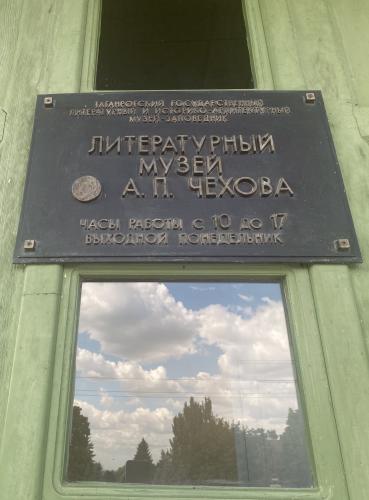 ТАГАНРОГСКИЙ ГОСУДАРСТВЕННЫЙ
ЛИТЕРАТУРНЫЙ И ИСТОРИКО-АРХИТЕКТУРНЫЙ
МУЗЕЙ-ЗАПОВЕДНИК
ЛИТЕРАТУРНЫЙ
МУЗЕЙ
А. П. ЧЕХОВА
ЧАСЫ РАБОТЫ С 10 ДО 17
ВЫХОДНОЙ ПОНЕДЕЛЬНИК